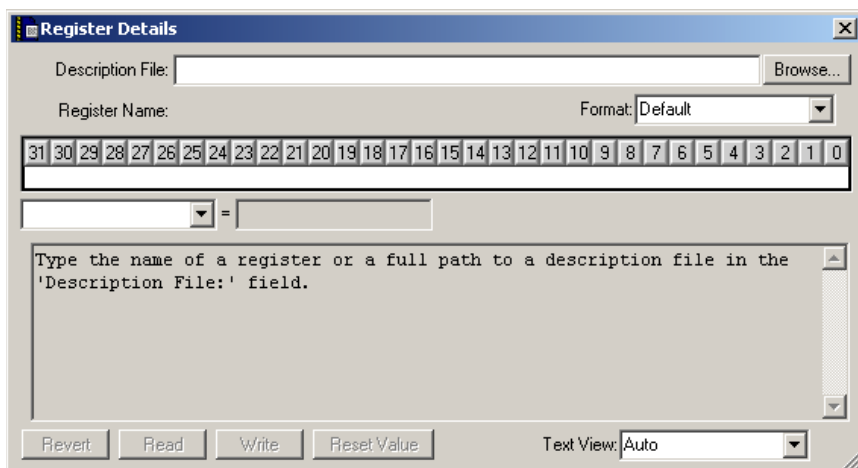 Register Details
Description File: Browse...
Register Name: Format: Default
31 30 29 28 27 26 25 24 23 22 21 20 19 18 17 16 15 14 13 12 11 10 9 8 7 6 5 4 3 2 1 0
=
Type the name of a register or a full path to a description file in the
'Description File:' field.
Revert Read Write Reset Value Text View: Auto